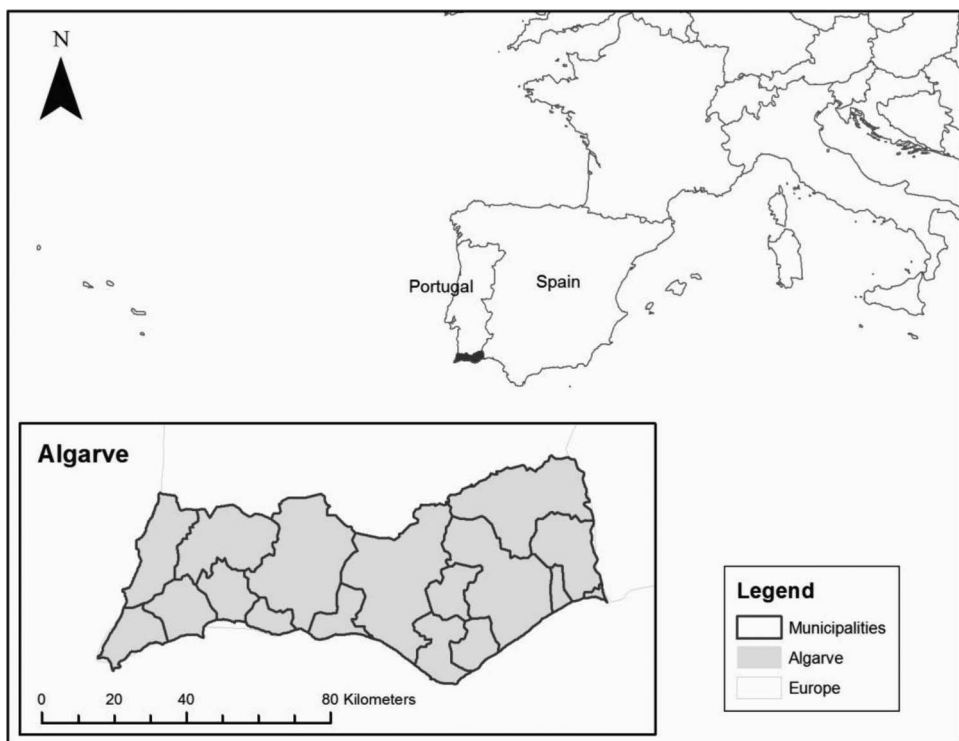 N
Portugal
Spain
Algarve
0 20 40 80 Kilometers
Legend
Municipalities
Algarve
Europe